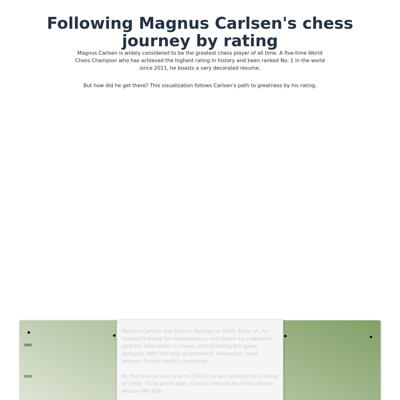 Following Magnus Carlsen's chess
journey by rating
Magnus Carlsen is widely considered to be the greatest chess player of all time. A five-time World
Chess Champion who has achieved the highest rating in history and been ranked No. 1 in the world
since 2011, he boasts a very decorated resume.
But how did he get there? This visualization follows Carlsen's path to greatness by his rating.
Magnus Carlsen was born in Norway on 1990. Early on, he
showed a knack for memorization, and driven by a desire to
beat his older sister in chess, started taking the game
seriously. With the help of prominent Norwegian chess
players, Carlsen quickly improved.
By the time he was nine (in 2000), he was already hit a rating
of 1900. Three years later, Carlsen claimed his International
Master (IM) title.